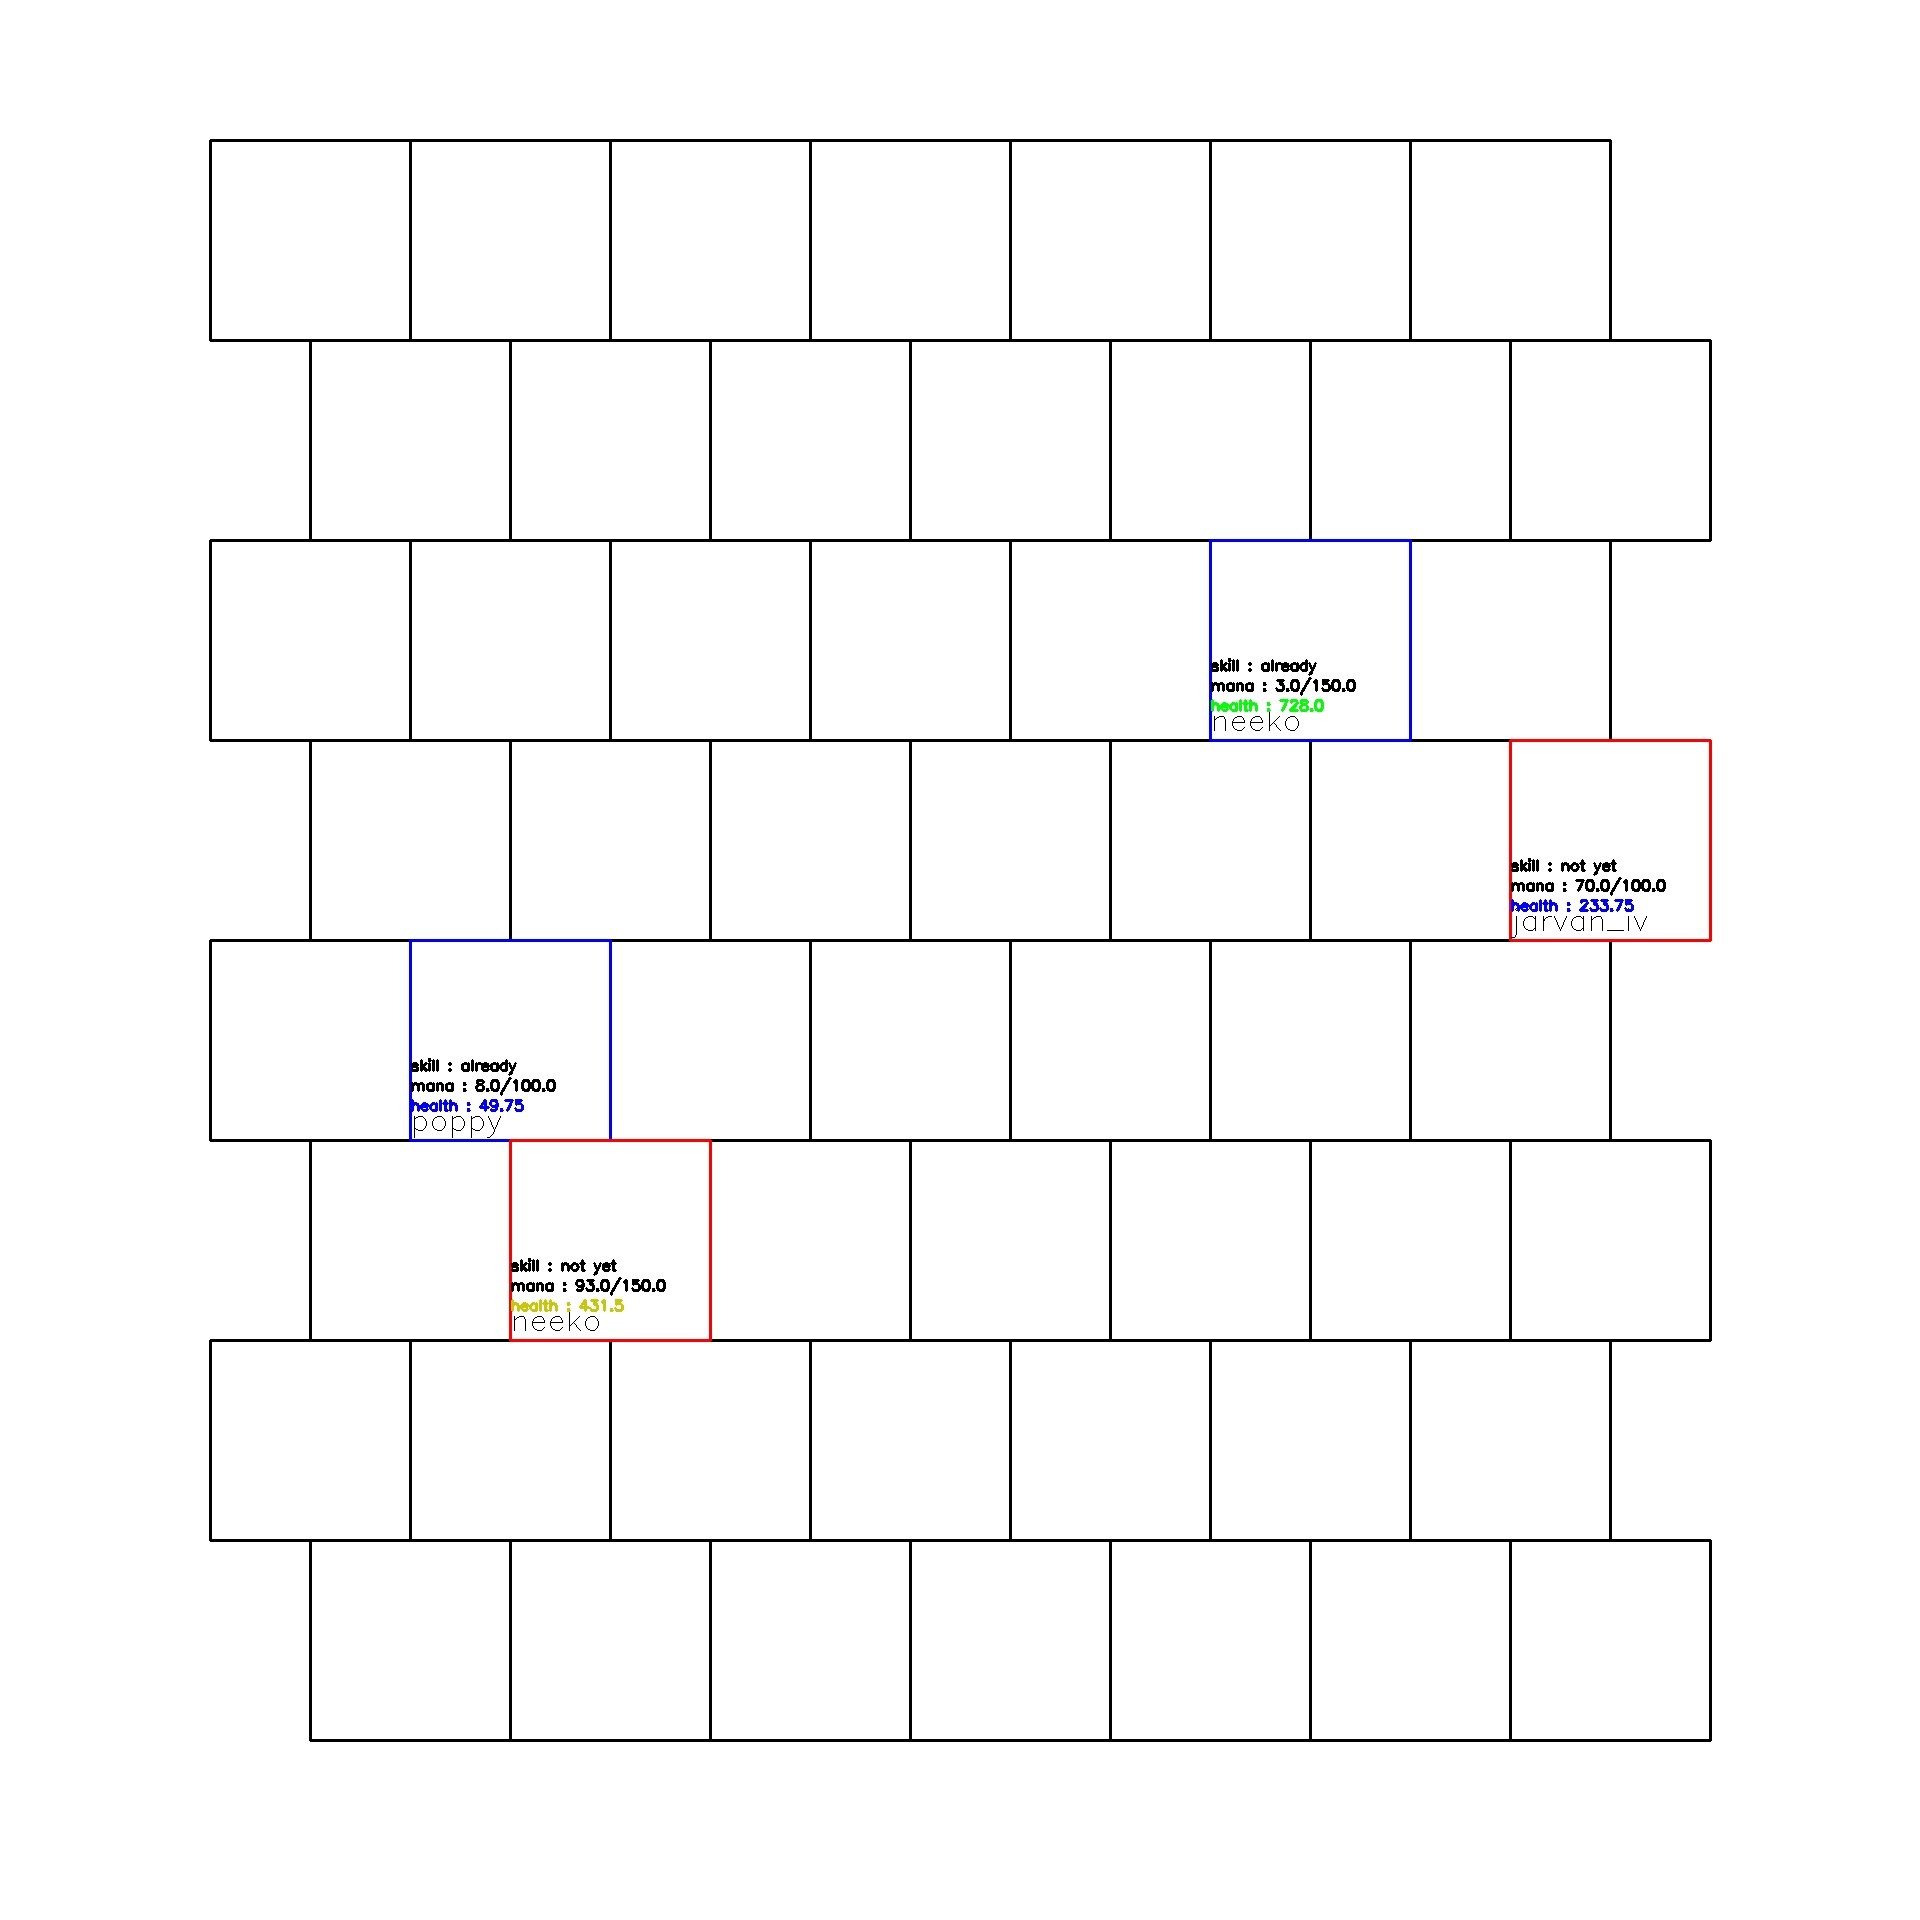 skill : already
mana : 3.0/150.0
health : 728.0
neeko
skill : not yet
mana : 70.0/100.0
health : 233.75
jarvan_iv
skill : already
mana : 8.0/100.0
health : 49.75
poppy
skill : not yet
mana : 93.0/150.0
health : 431.5
neeko